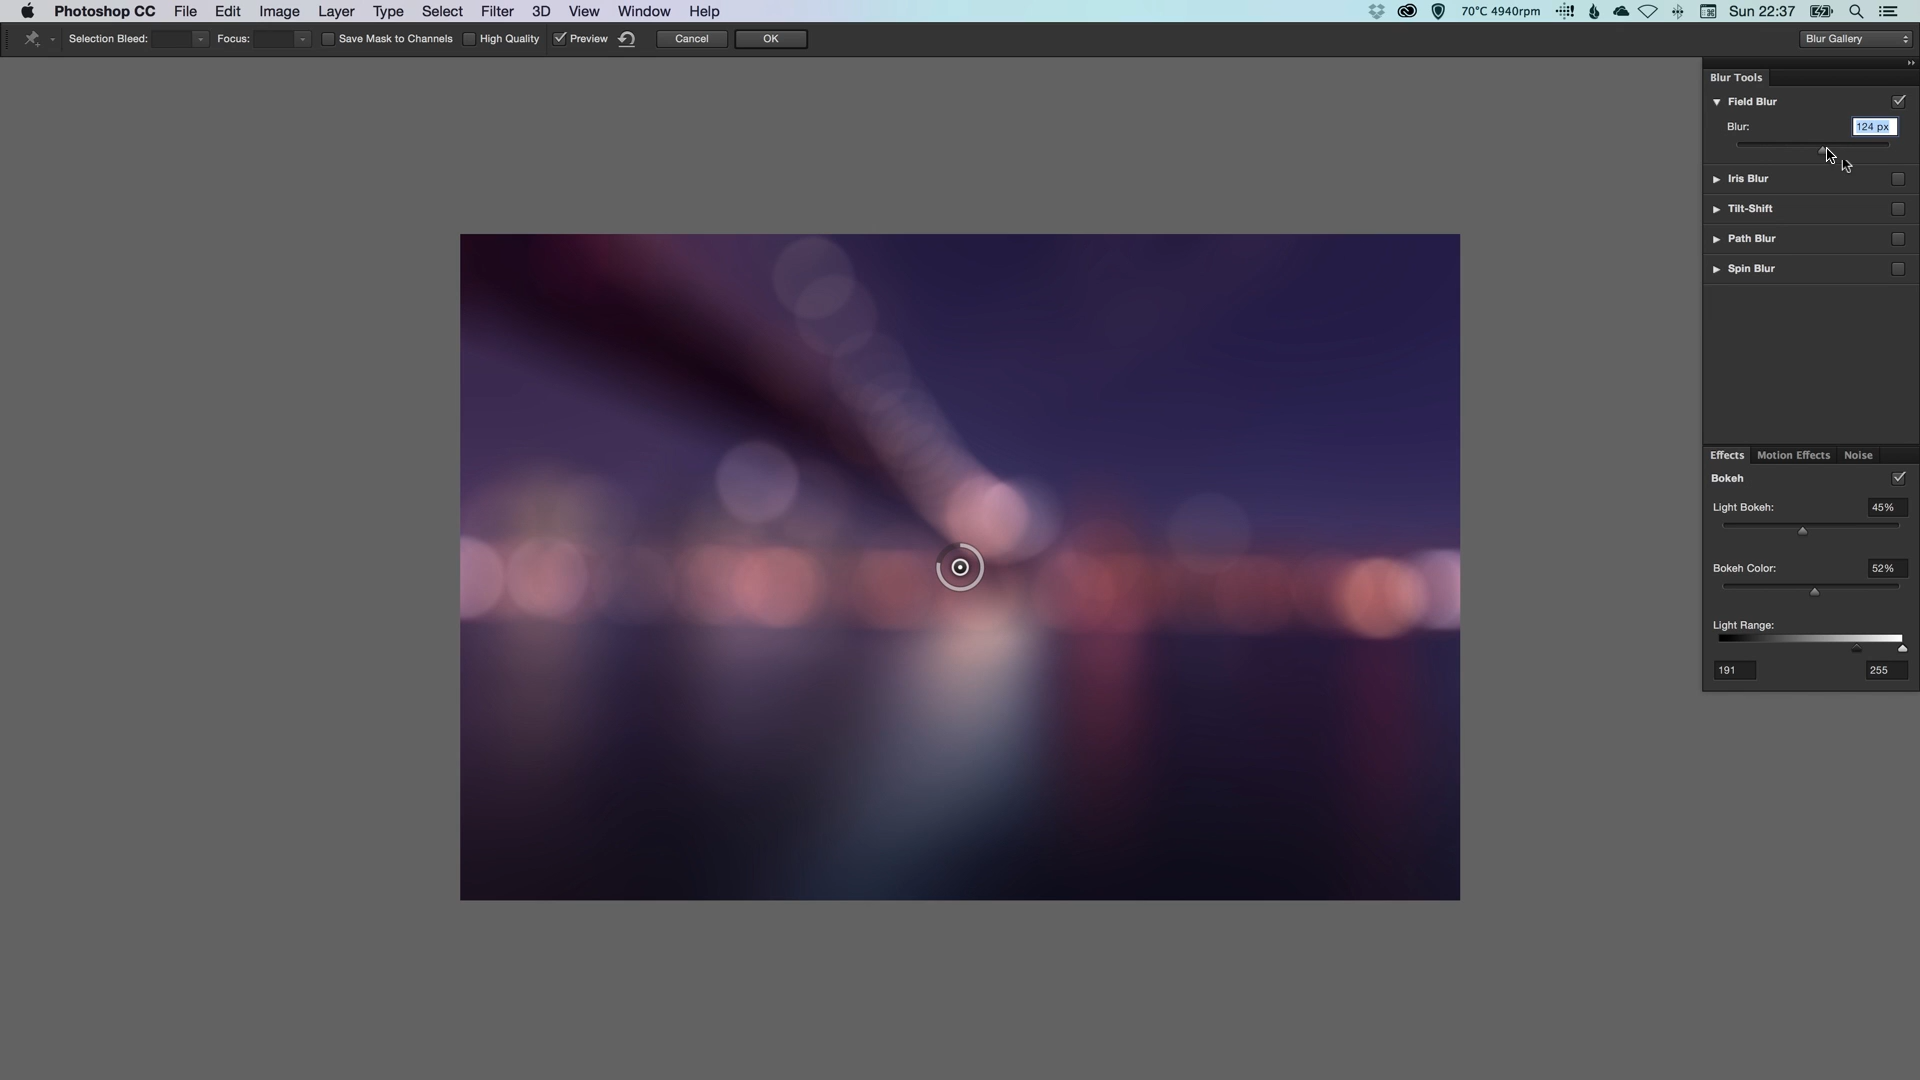 Photoshop CC File Edit Image Layer Type Select Filter 3D View Window Help 70°C 4940rpm Sun 22:37
Selection Bleed: Focus: Save Mask to Channels High Quality Preview Cancel OK Blur Gallery
Blur Tools
Field Blur
Blur: 124 px
Iris Blur
Tilt-Shift
Path Blur
Spin Blur
Effects Motion Effects Noise
Bokeh
Light Bokeh: 45%
Bokeh Color: 52%
Light Range:
191 255